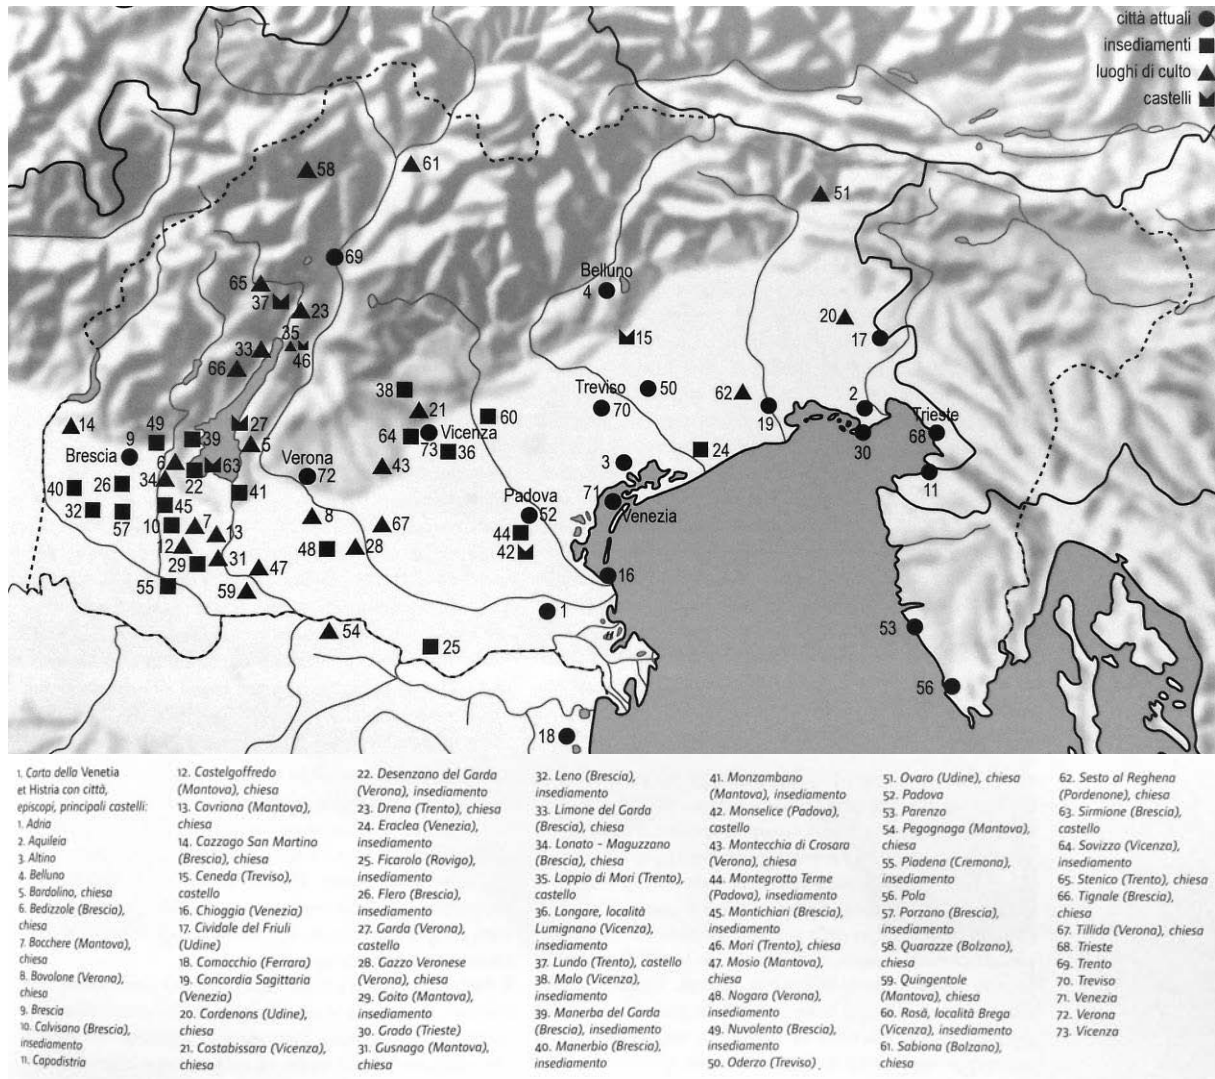 città attuali
insediamenti
luoghi di culto
castelli
58
61
51
69
65
37
23
Belluno
4
20
17
35
33
46
15
66
38
Treviso
50
70
62
2
19
Trieste
68
30
14
49
9
39
27
21
60
64
Vicenza
73
36
24
Brescia
6
5
63
Verona
72
43
3
11
34
22
40
26
41
Padova
52
71
Venezia
32
57
45
10
7
8
67
13
44
12
48
28
42
29
31
47
16
55
59
1
54
25
53
56
18
1. Carta della Venetia
et Histria con città,
episcopi, principali castelli:
1. Adria
2. Aquileia
3. Altino
4. Belluno
5. Bardolino, chiesa
6. Bedizzole (Brescia),
chiesa
7. Bocchere (Mantova),
chiesa
8. Bovolone (Verona),
chiesa
9. Brescia
10. Calvisano (Brescia),
insediamento
11. Capodistria
12. Castelgoffredo
(Mantova), chiesa
13. Cavriana (Mantova),
chiesa
14. Cazzago San Martino
(Brescia), chiesa
15. Ceneda (Treviso),
castello
16. Chioggia (Venezia)
17. Cividale del Friuli
(Udine)
18. Comacchio (Ferrara)
19. Concordia Sagittaria
(Venezia)
20. Cardenons (Udine),
chiesa
21. Costabissara (Vicenza),
chiesa
22. Desenzano del Garda
(Verona), insediamento
23. Drena (Trento), chiesa
24. Eraclea (Venezia),
insediamento
25. Ficarolo (Rovigo),
insediamento
26. Flero (Brescia),
insediamento
27. Garda (Verona),
castello
28. Gazzo Veronese
(Verona), chiesa
29. Goito (Mantova),
insediamento
30. Grado (Trieste)
31. Gusnago (Mantova),
chiesa
32. Leno (Brescia),
insediamento
33. Limone del Garda
(Brescia), chiesa
34. Lonato - Maguzzano
(Brescia), chiesa
35. Loppio di Mori (Trento),
castello
36. Longare, località
Lumignano (Vicenza),
insediamento
37. Lundo (Trento), castello
38. Malo (Vicenza),
insediamento
39. Manerba del Garda
(Brescia), insediamento
40. Manerbio (Brescia),
insediamento
41. Monzambano
(Mantova), insediamento
42. Monselice (Padova),
castello
43. Montecchia di Crosara
(Verona), chiesa
44. Montegrotto Terme
(Padova), insediamento
45. Montichiari (Brescia),
insediamento
46. Mori (Trento), chiesa
47. Mosio (Mantova),
chiesa
48. Nogara (Verona),
insediamento
49. Nuvolento (Brescia),
insediamento
50. Oderzo (Treviso)
51. Ovaro (Udine), chiesa
52. Padova
53. Parenzo
54. Pegognaga (Mantova),
chiesa
55. Piadena (Cremona),
insediamento
56. Pola
57. Porzano (Brescia),
insediamento
58. Quarazze (Bolzano),
chiesa
59. Quingentole
(Mantova), chiesa
60. Rosà, località Brega
(Vicenza), insediamento
61. Sabiona (Bolzano),
chiesa
62. Sesto al Reghena
(Pordenone), chiesa
63. Sirmione (Brescia),
castello
64. Sovizzo (Vicenza),
insediamento
65. Stenico (Trento), chiesa
66. Tignale (Brescia),
chiesa
67. Tillida (Verona), chiesa
68. Trieste
69. Trento
70. Treviso
71. Venezia
72. Verona
73. Vicenza